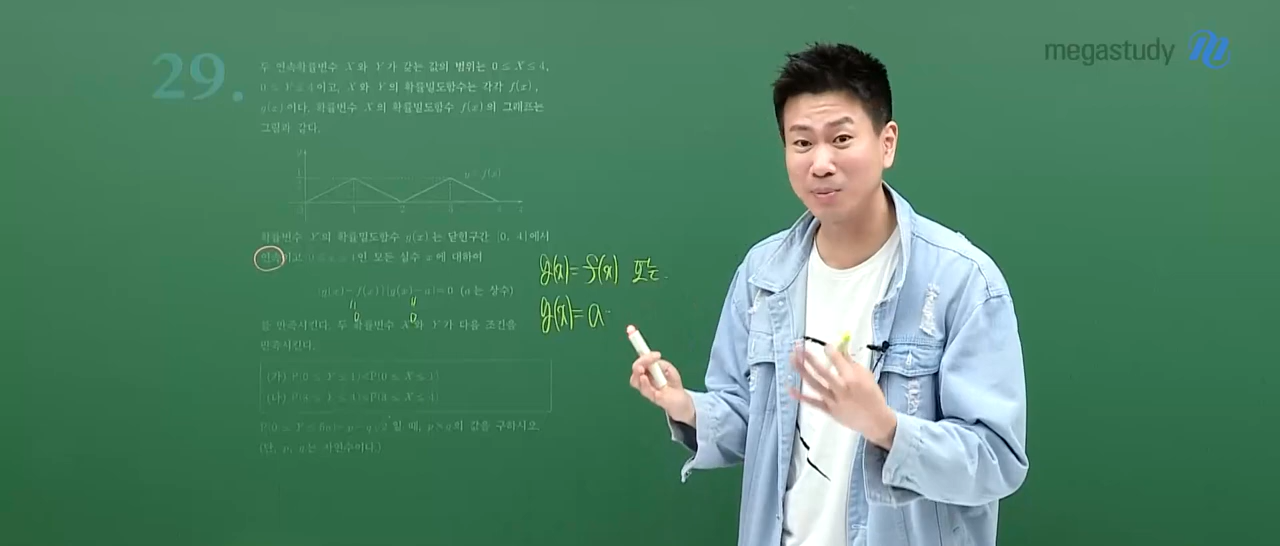 megastudy
29.
두 연속확률변수 X와 Y가 갖는 값의 범위는 0≤X≤4,
0≤Y≤4이고, X와 Y의 확률밀도함수는 각각 f(x),
g(x)이다. 확률변수 X의 확률밀도함수 f(x)의 그래프는
그림과 같다.
y=f(x)
확률변수 Y의 확률밀도함수 g(x)는 닫힌구간 [0, 4]에서
연속이고 0≤x≤4인 모든 실수 x에 대하여
{g(x)-f(x)}{g(x)-a}=0 (a는 상수)
0 0
g(x)=f(x) 또는
g(x)=a
를 만족시킨다. 두 확률변수 X와 Y가 다음 조건을
만족시킨다.
(가) P(0≤Y≤1)<P(0≤X≤1)
(나) P(3≤Y≤4)<P(3≤X≤4)
일 때, p×q의 값을 구하시오.
(단, p, q는 자연수이다.)